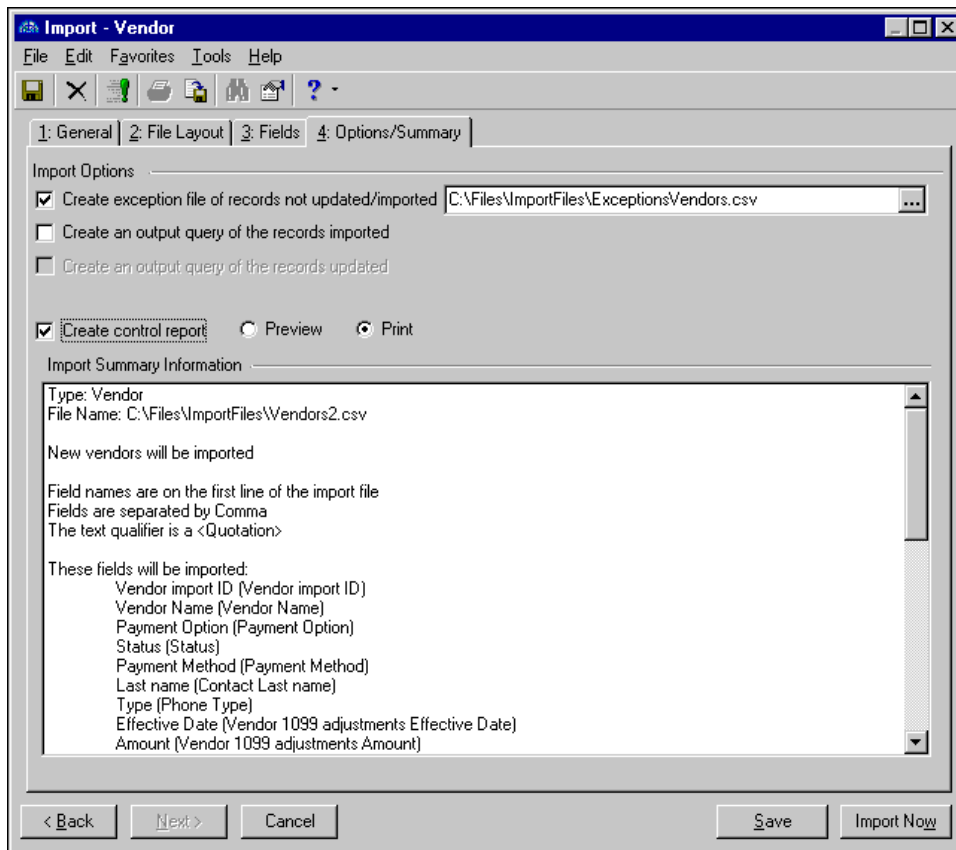 Import - Vendor
File Edit Favorites Tools Help
?
1: General 2: File Layout 3: Fields 4: Options/Summary
Import Options
Create exception file of records not updated/imported C:\Files\ImportFiles\ExceptionsVendors.csv ...
Create an output query of the records imported
Create an output query of the records updated
Create control report Preview Print
Import Summary Information
Type: Vendor
File Name: C:\Files\ImportFiles\Vendors2.csv
New vendors will be imported
Field names are on the first line of the import file
Fields are separated by Comma
The text qualifier is a <Quotation>
These fields will be imported:
Vendor import ID (Vendor import ID)
Vendor Name (Vendor Name)
Payment Option (Payment Option)
Status (Status)
Payment Method (Payment Method)
Last name (Contact Last name)
Type (Phone Type)
Effective Date (Vendor 1099 adjustments Effective Date)
Amount (Vendor 1099 adjustments Amount)
< Back Next > Cancel Save Import Now